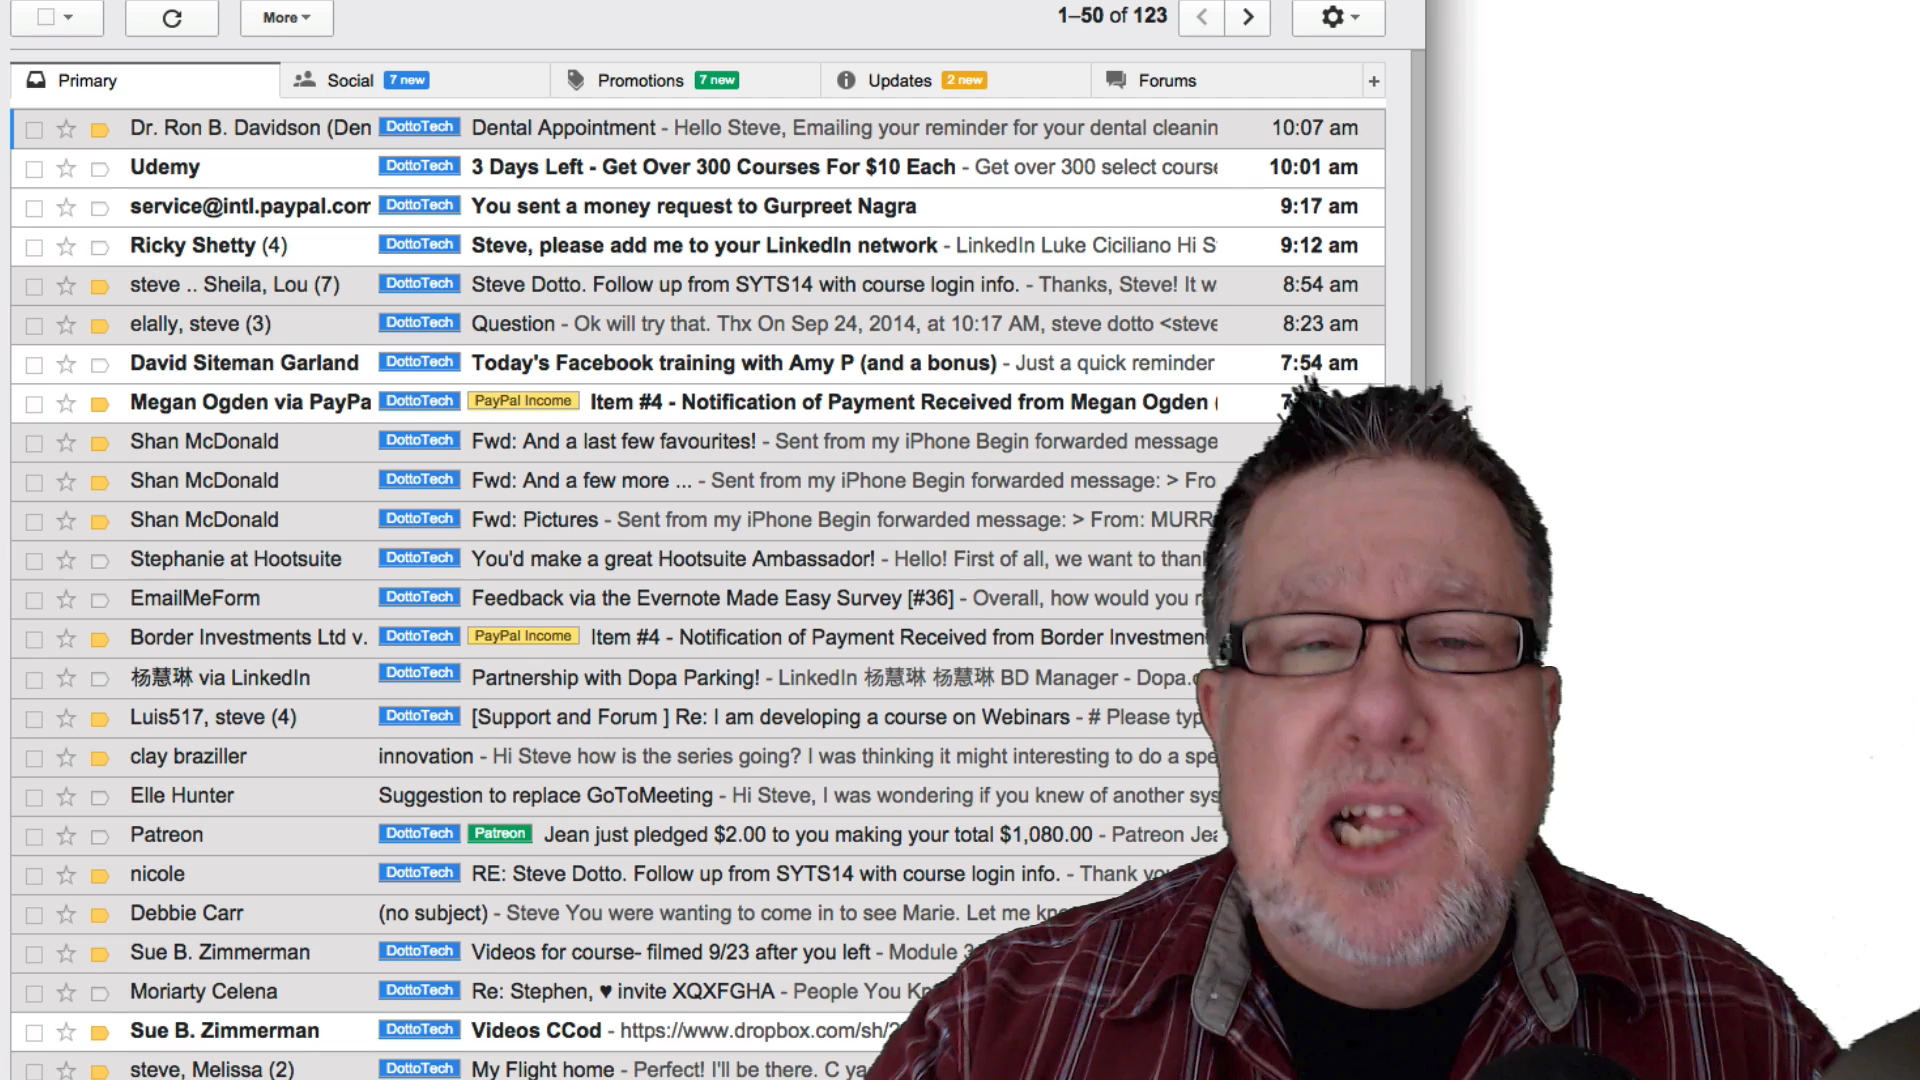 More
1–50 of 123
Primary
Social 7 new
Promotions 7 new
Updates 2 new
Forums
+
Dr. Ron B. Davidson (Den DottoTech Dental Appointment - Hello Steve, Emailing your reminder for your dental cleanin 10:07 am
Udemy DottoTech 3 Days Left - Get Over 300 Courses For $10 Each - Get over 300 select course 10:01 am
service@intl.paypal.com DottoTech You sent a money request to Gurpreet Nagra 9:17 am
Ricky Shetty (4) DottoTech Steve, please add me to your LinkedIn network - LinkedIn Luke Ciciliano Hi S 9:12 am
steve .. Sheila, Lou (7) DottoTech Steve Dotto. Follow up from SYTS14 with course login info. - Thanks, Steve! It w 8:54 am
elally, steve (3) DottoTech Question - Ok will try that. Thx On Sep 24, 2014, at 10:17 AM, steve dotto <steve 8:23 am
David Siteman Garland DottoTech Today's Facebook training with Amy P (and a bonus) - Just a quick reminder 7:54 am
Megan Ogden via PayPa DottoTech PayPal Income Item #4 - Notification of Payment Received from Megan Ogden (
Shan McDonald DottoTech Fwd: And a last few favourites! - Sent from my iPhone Begin forwarded message
Shan McDonald DottoTech Fwd: And a few more ... - Sent from my iPhone Begin forwarded message: > Fro
Shan McDonald DottoTech Fwd: Pictures - Sent from my iPhone Begin forwarded message: > From: MURR
Stephanie at Hootsuite DottoTech You'd make a great Hootsuite Ambassador! - Hello! First of all, we want to than
EmailMeForm DottoTech Feedback via the Evernote Made Easy Survey [#36] - Overall, how would you r
Border Investments Ltd v. DottoTech PayPal Income Item #4 - Notification of Payment Received from Border Investmen
杨慧琳 via LinkedIn DottoTech Partnership with Dopa Parking! - LinkedIn 杨慧琳 杨慧琳 BD Manager - Dopa.c
Luis517, steve (4) DottoTech [Support and Forum ] Re: I am developing a course on Webinars - # Please typ
clay braziller innovation - Hi Steve how is the series going? I was thinking it might interesting to do a spe
Elle Hunter Suggestion to replace GoToMeeting - Hi Steve, I was wondering if you knew of another sys
Patreon DottoTech Patreon Jean just pledged $2.00 to you making your total $1,080.00 - Patreon Jea
nicole DottoTech RE: Steve Dotto. Follow up from SYTS14 with course login info. - Thank you
Debbie Carr (no subject) - Steve You were wanting to come in to see Marie. Let me kn
Sue B. Zimmerman DottoTech Videos for course- filmed 9/23 after you left - Module 3
Moriarty Celena DottoTech Re: Stephen, ♥ invite XQXFGHA - People You Kn
Sue B. Zimmerman DottoTech Videos CCod - https://www.dropbox.com/sh/
steve, Melissa (2) DottoTech My Flight home - Perfect! I'll be there. C ya